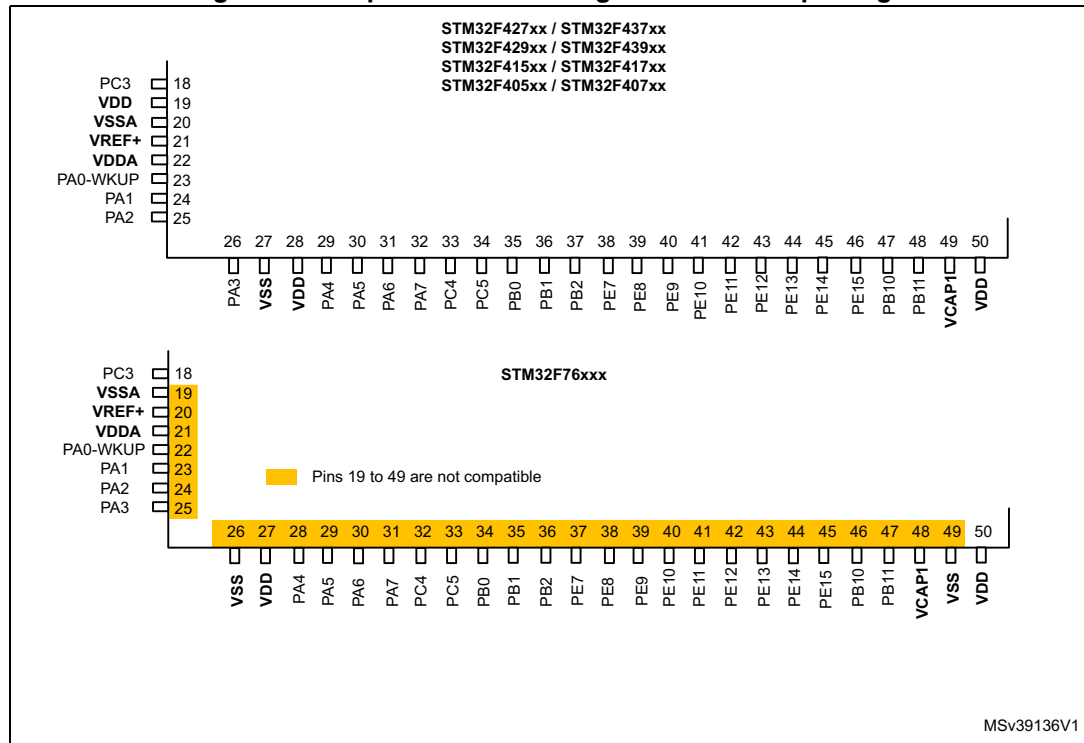 STM32F427xx / STM32F437xx
STM32F429xx / STM32F439xx
STM32F415xx / STM32F417xx
STM32F405xx / STM32F407xx
PC3 18
VDD 19
VSSA 20
VREF+ 21
VDDA 22
PA0-WKUP 23
PA1 24
PA2 25
26 27 28 29 30 31 32 33 34 35 36 37 38 39 40 41 42 43 44 45 46 47 48 49 50
PA3 VSS VDD PA4 PA5 PA6 PA7 PC4 PC5 PB0 PB1 PB2 PE7 PE8 PE9 PE10 PE11 PE12 PE13 PE14 PE15 PB10 PB11 VCAP1 VDD
STM32F76xxx
PC3 18
VSSA 19
VREF+ 20
VDDA 21
PA0-WKUP 22
PA1 23
PA2 24
PA3 25
Pins 19 to 49 are not compatible
26 27 28 29 30 31 32 33 34 35 36 37 38 39 40 41 42 43 44 45 46 47 48 49 50
VSS VDD PA4 PA5 PA6 PA7 PC4 PC5 PB0 PB1 PB2 PE7 PE8 PE9 PE10 PE11 PE12 PE13 PE14 PE15 PB10 PB11 VCAP1 VSS VDD
MSv39136V1